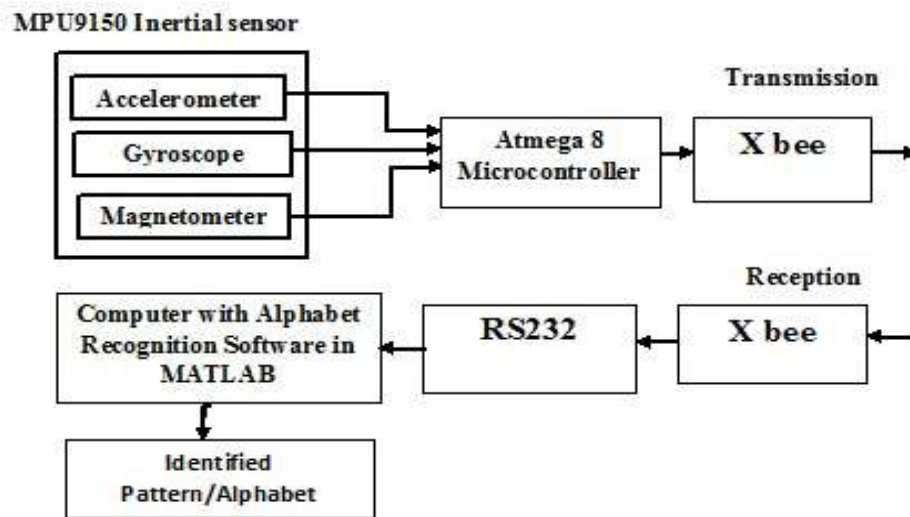 MPU9150 Inertial sensor
Accelerometer
Gyroscope
Magnetometer
Atmega 8
Microcontroller
Transmission
X bee
Reception
X bee
RS232
Computer with Alphabet
Recognition Software in
MATLAB
Identified
Pattern/Alphabet